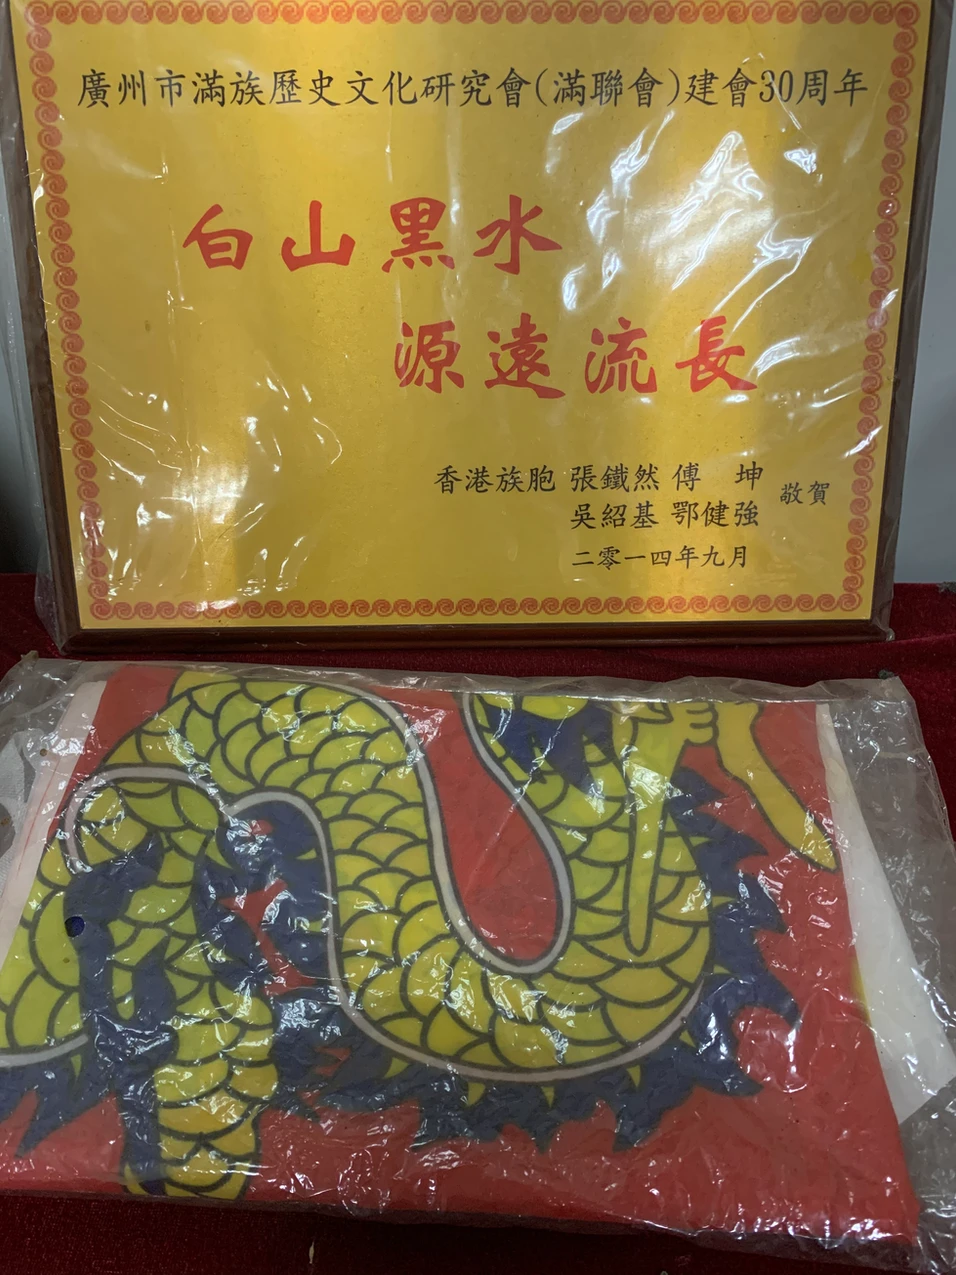 廣州市滿族歷史文化研究會(滿聯會)建會30周年
白山黑水
源遠流長
香港族胞 張鐵然 傅　坤
吳紹基 鄂健強
敬賀
二零一四年九月